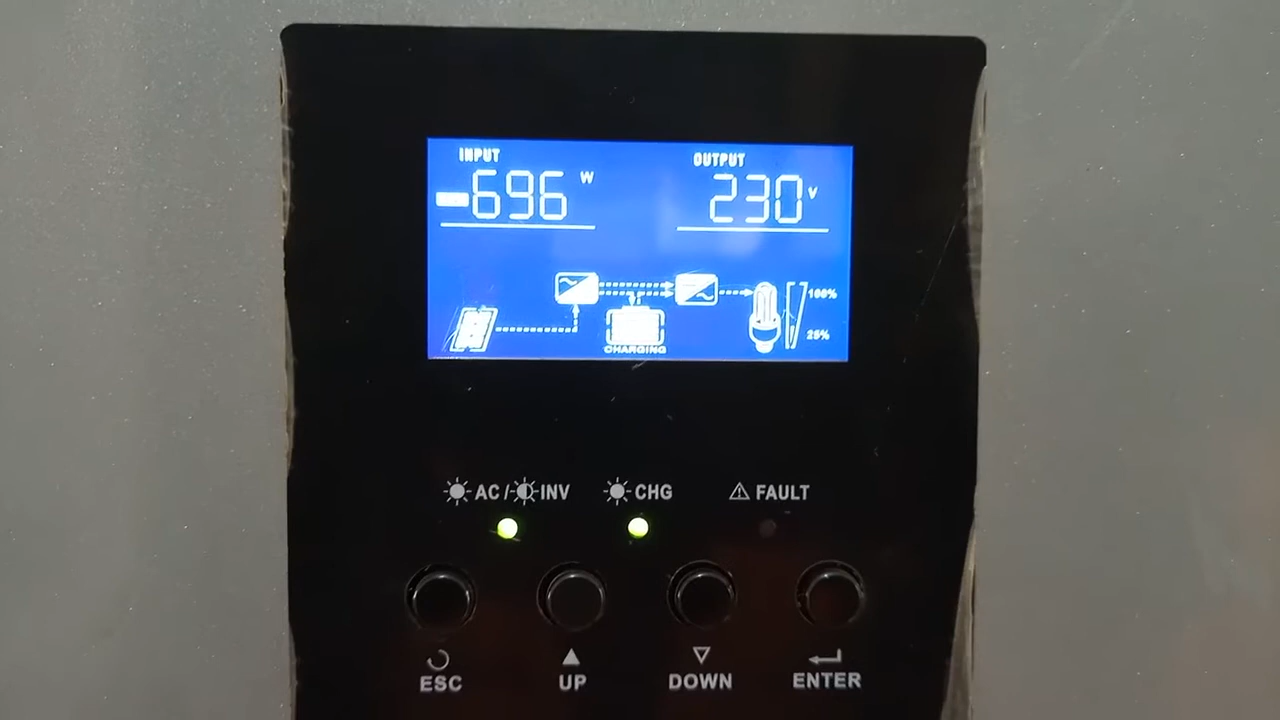 INPUT OUTPUT
-696 W 230 V
100%
25%
CHARGING
AC / INV CHG FAULT
ESC UP DOWN ENTER